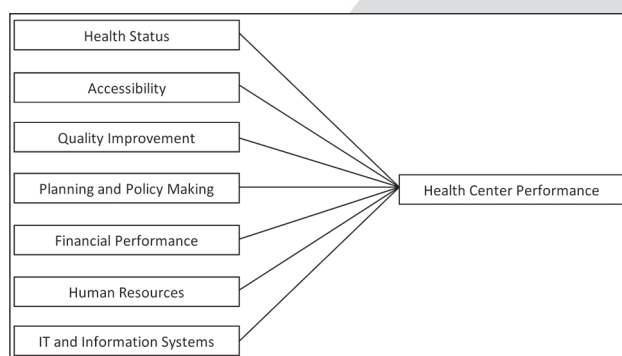 Health Status
Accessibility
Quality Improvement
Planning and Policy Making
Health Center Performance
Financial Performance
Human Resources
IT and Information Systems